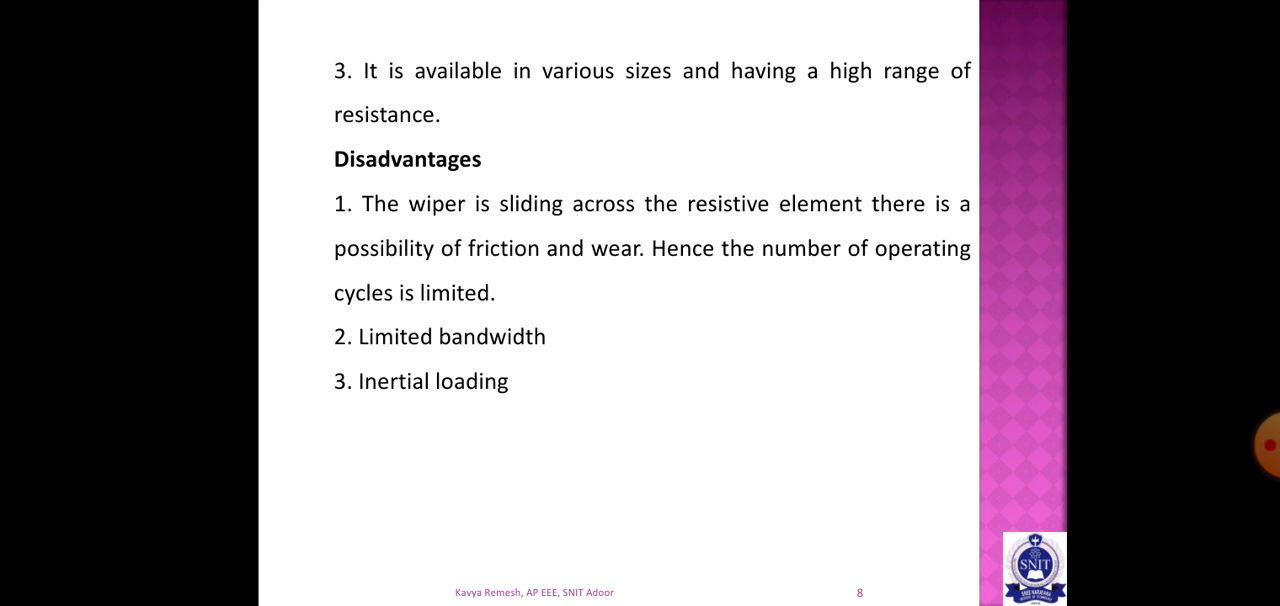 3. It is available in various sizes and having a high range of
resistance.
Disadvantages
1. The wiper is sliding across the resistive element there is a
possibility of friction and wear. Hence the number of operating
cycles is limited.
2. Limited bandwidth
3. Inertial loading
Kavya Remesh, AP EEE, SNIT Adoor
8
SNIT